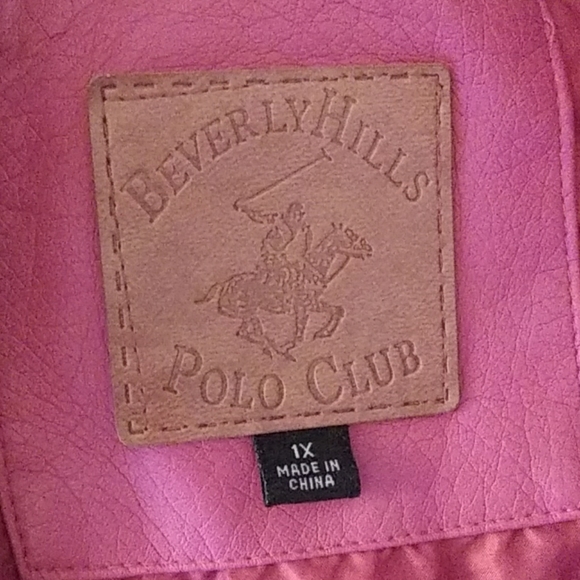 BEVERLY HILLS
POLO CLUB
1X
MADE IN
CHINA